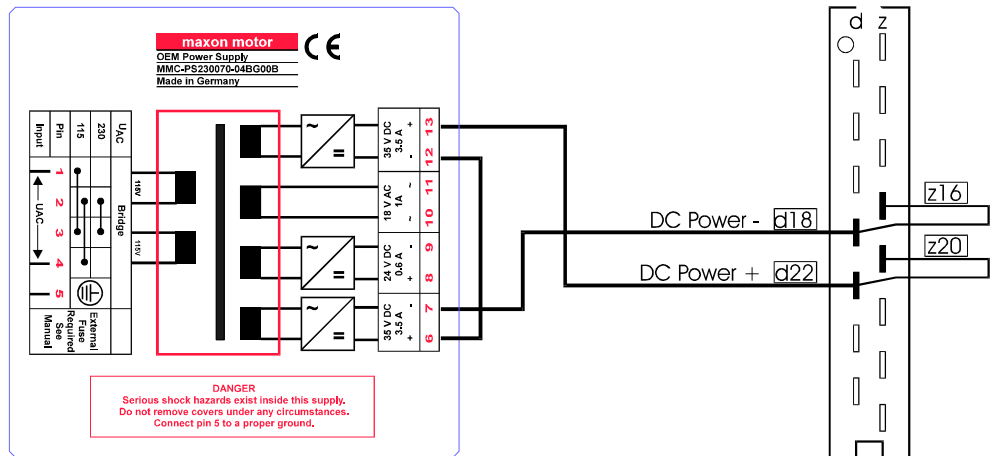 maxon motor
CE
OEM Power Supply
MMC-PS230070-04BG00B
Made in Germany
UAC
230
115
Pin
Input
Bridge
115V
115V
1
2
3
4
5
UAC
External
Fuse
Required
See
Manual
~
=
35 V DC
3.5 A
+
-
13
12
18 V AC
1A
~
~
11
10
~
=
24 V DC
0.6 A
-
+
9
8
~
=
35 V DC
3.5 A
-
+
7
6
DANGER
Serious shock hazards exist inside this supply.
Do not remove covers under any circumstances.
Connect pin 5 to a proper ground.
d z
z16
DC Power - d18
z20
DC Power + d22